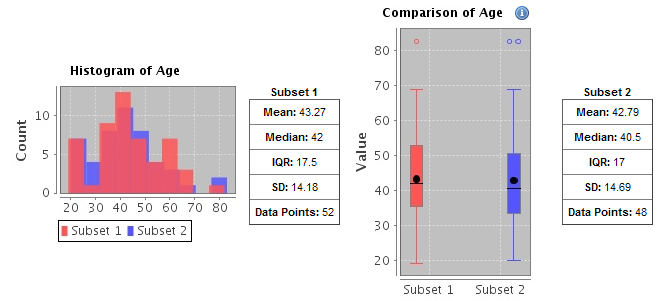 Histogram of Age
Count
10
5
0
20 30 40 50 60 70 80
Subset 1 Subset 2
Subset 1
Mean: 43.27
Median: 42
IQR: 17.5
SD: 14.18
Data Points: 52
Comparison of Age i
Value
80
70
60
50
40
30
20
Subset 1 Subset 2
Subset 2
Mean: 42.79
Median: 40.5
IQR: 17
SD: 14.69
Data Points: 48